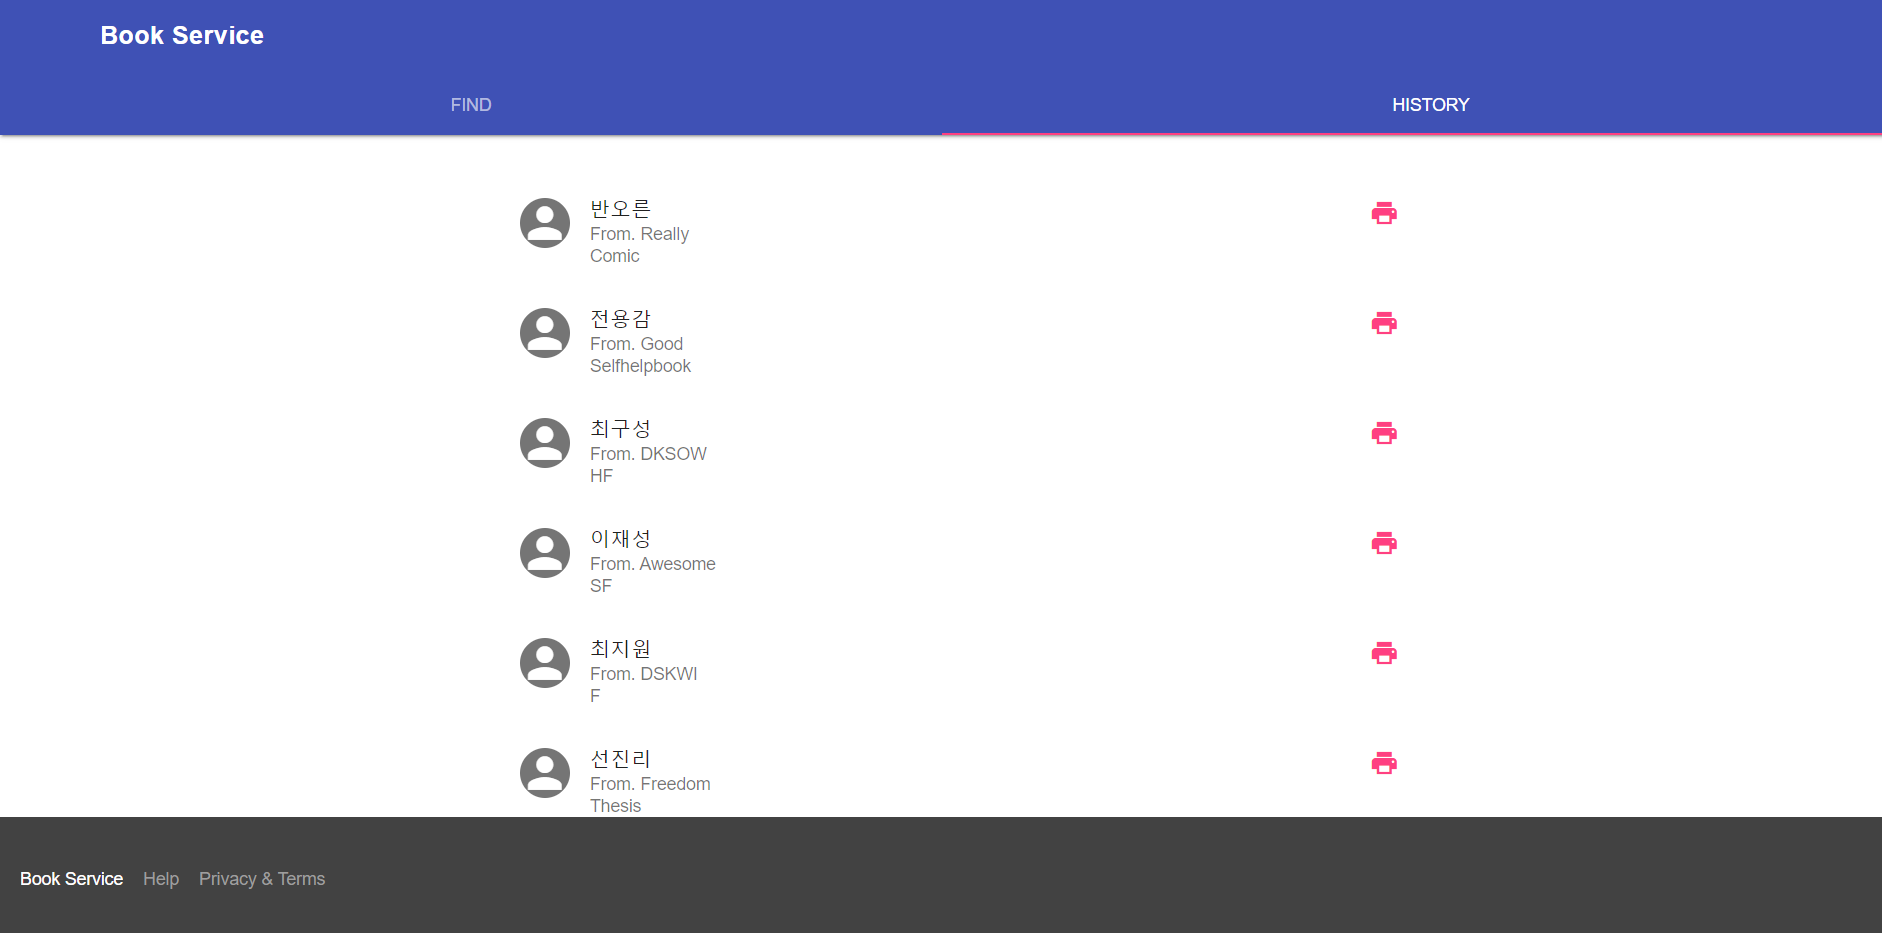 Book Service
FIND
HISTORY
반오른
From. Really
Comic
전용감
From. Good
Selfhelpbook
최구성
From. DKSOW
HF
이재성
From. Awesome
SF
최지원
From. DSKWI
F
선진리
From. Freedom
Thesis
Book Service Help Privacy & Terms